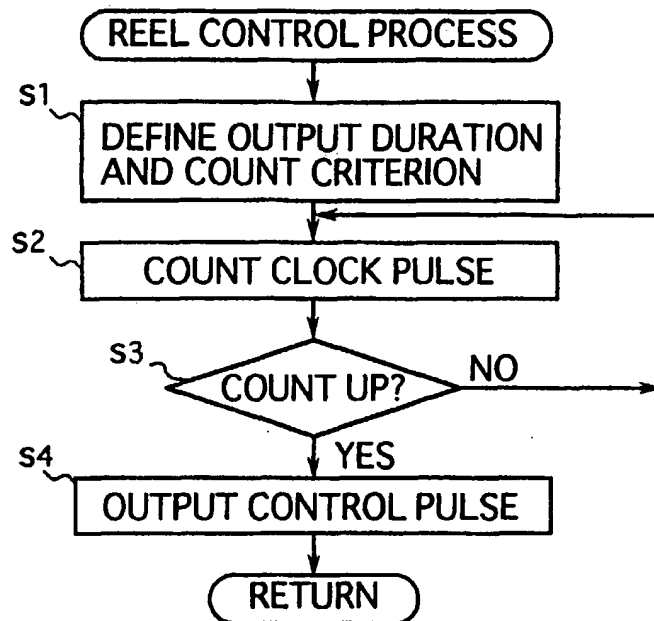 REEL CONTROL PROCESS
S1
DEFINE OUTPUT DURATION
AND COUNT CRITERION
S2
COUNT CLOCK PULSE
S3
COUNT UP?
NO
YES
S4
OUTPUT CONTROL PULSE
RETURN